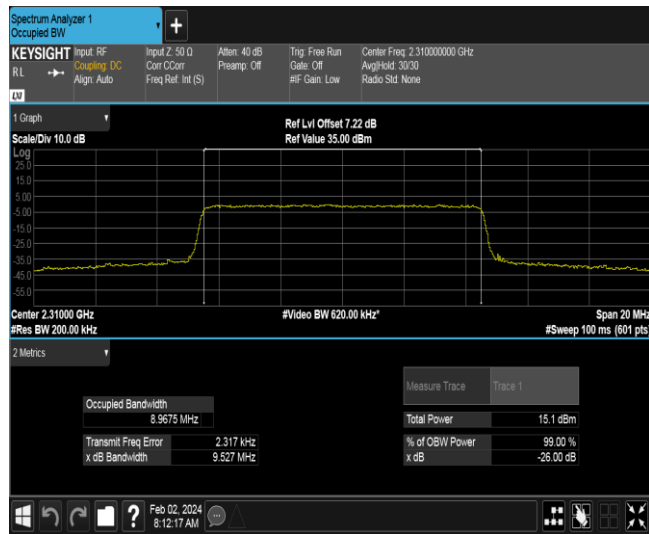 Spectrum Analyzer 1
Occupied BW
+
KEYSIGHT
RL
LXI
Input: RF
Coupling: DC
Align: Auto
Input Z: 50 Ω
Corr CCorr
Freq Ref: Int (S)
Atten: 40 dB
Preamp: Off
Trig: Free Run
Gate: Off
#IF Gain: Low
Center Freq: 2.310000000 GHz
Avg|Hold: 30/30
Radio Std: None
1 Graph
Scale/Div 10.0 dB
Ref Lvl Offset 7.22 dB
Ref Value 35.00 dBm
Log
25.0
15.0
5.00
-5.00
-15.0
-25.0
-35.0
-45.0
-55.0
Center 2.31000 GHz
#Res BW 200.00 kHz
#Video BW 620.00 kHz*
Span 20 MHz
#Sweep 100 ms (601 pts)
2 Metrics
Measure Trace Trace 1
Occupied Bandwidth
8.9675 MHz
Total Power 15.1 dBm
Transmit Freq Error 2.317 kHz
% of OBW Power 99.00 %
x dB Bandwidth 9.527 MHz
x dB -26.00 dB
?
Feb 02, 2024
8:12:17 AM